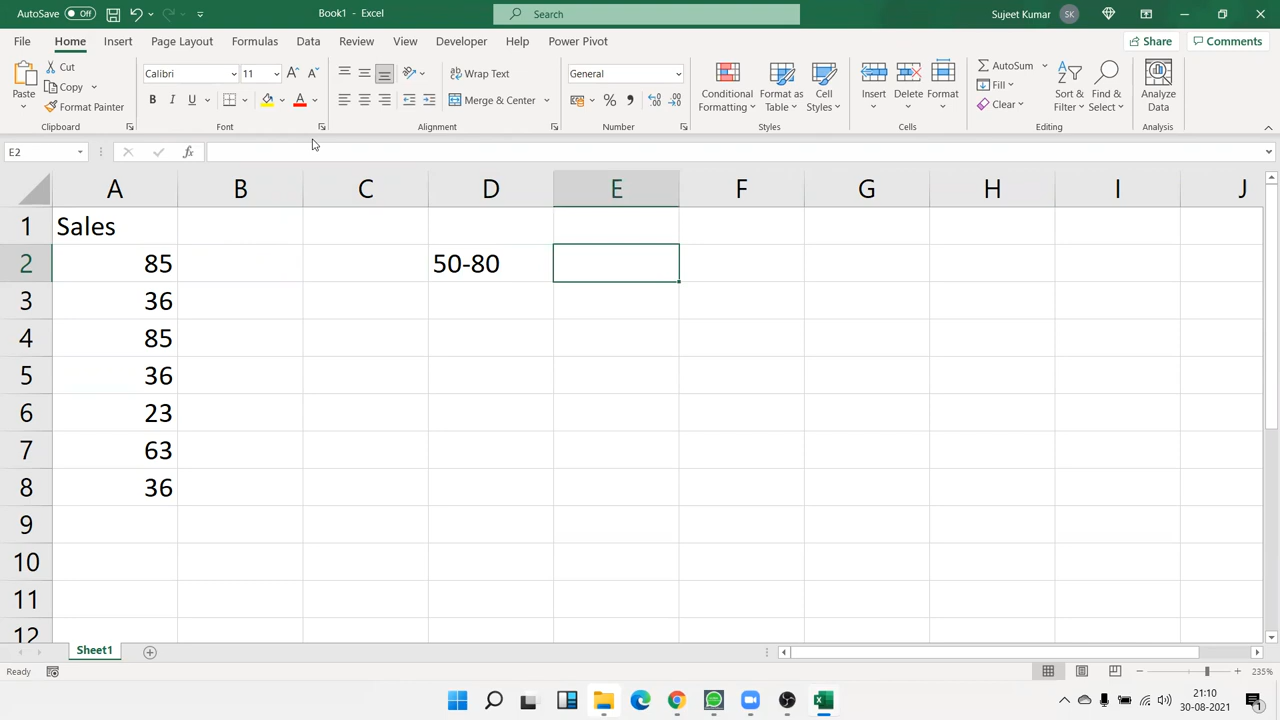 AutoSave Off
Book1 - Excel
Search
Sujeet Kumar SK
File Home Insert Page Layout Formulas Data Review View Developer Help Power Pivot Share Comments
Paste
Cut
Copy
Format Painter
Clipboard
Calibri 11
B I U
Font
Wrap Text
Merge & Center
Alignment
General
Number
Conditional Formatting
Format as Table
Cell Styles
Styles
Insert Delete Format
Cells
AutoSum
Fill
Clear
Sort & Filter
Find & Select
Editing
Analyze Data
Analysis
E2 fx
A B C D E F G H I J
1 Sales
2 85 50-80
3 36
4 85
5 36
6 23
7 63
8 36
9
10
11
12
Sheet1
Ready 235%
21:10
30-08-2021